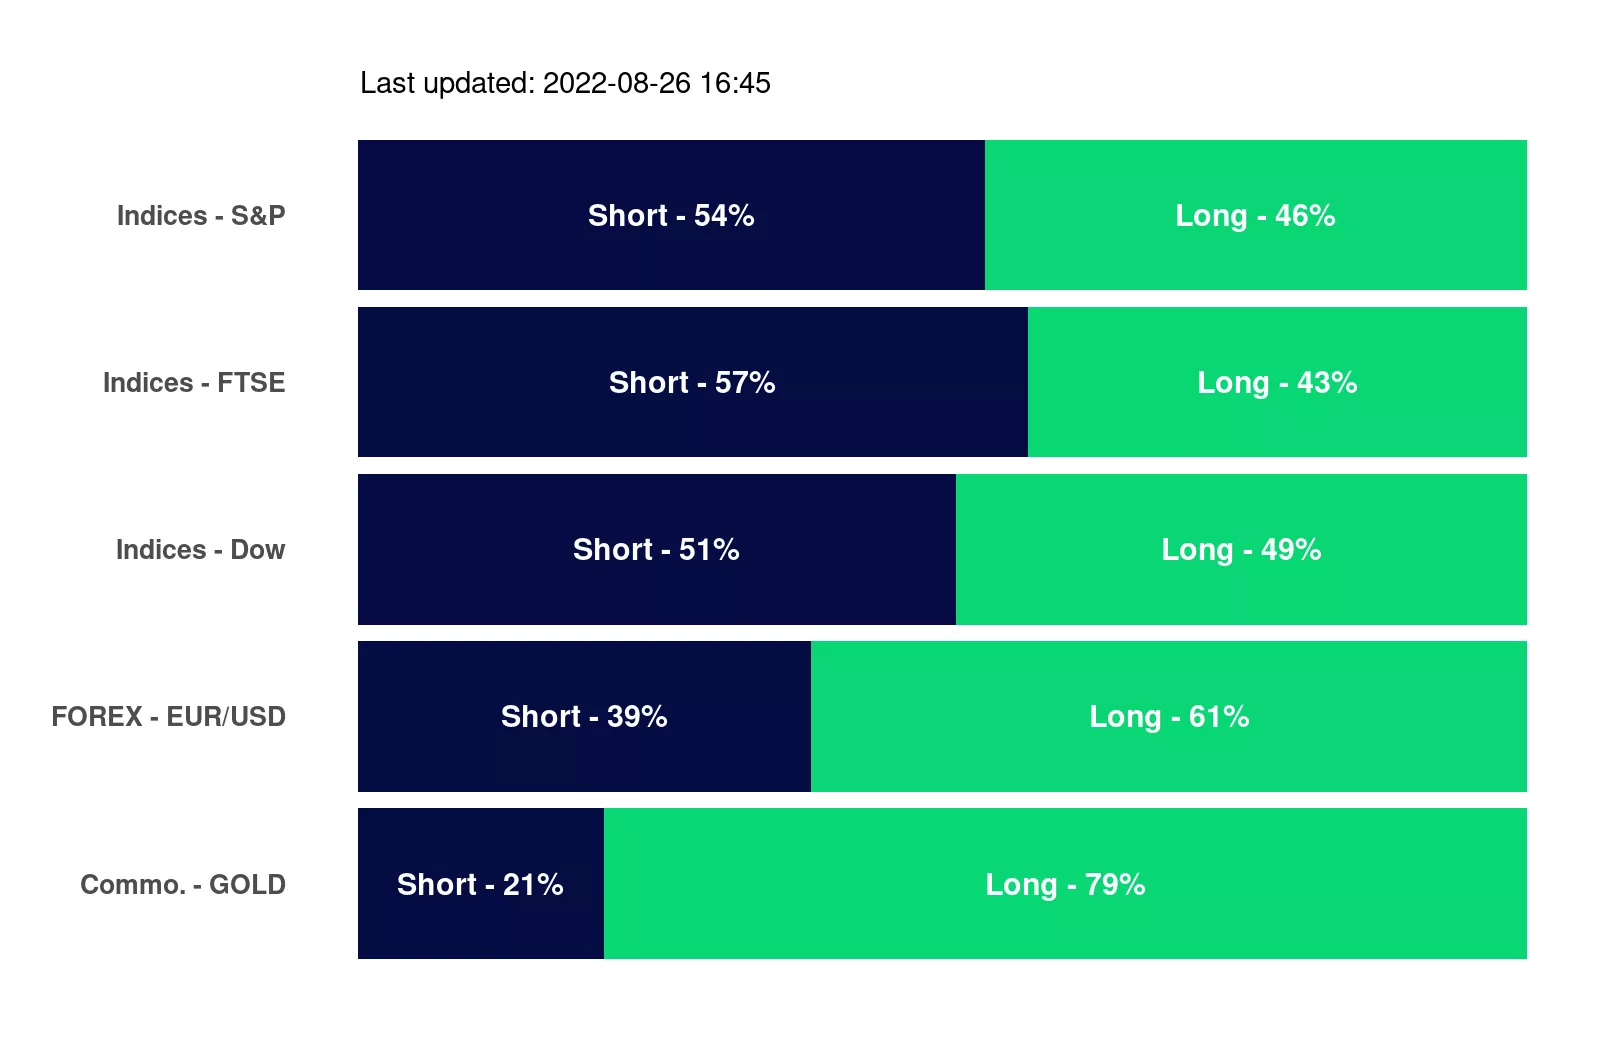 Last updated: 2022-08-26 16:45
Indices - S&P Short - 54% Long - 46%
Indices - FTSE Short - 57% Long - 43%
Indices - Dow Short - 51% Long - 49%
FOREX - EUR/USD Short - 39% Long - 61%
Commo. - GOLD Short - 21% Long - 79%